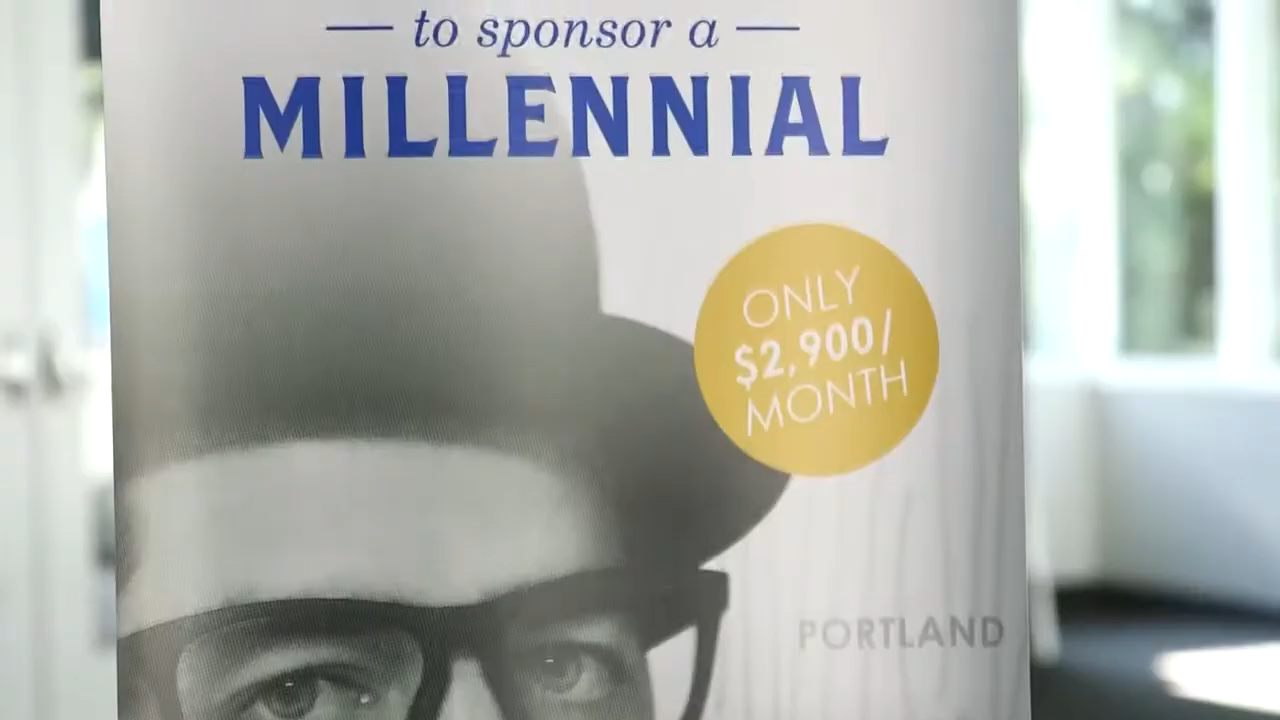 — to sponsor a —
MILLENNIAL
ONLY
$2,900/
MONTH
PORTLAND